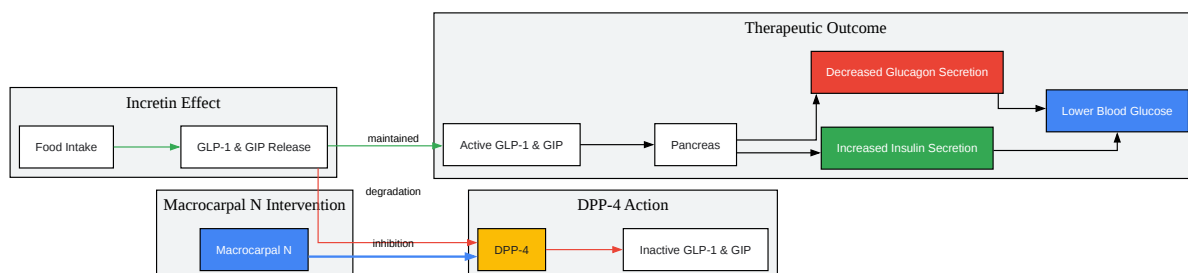 Therapeutic Outcome
Decreased Glucagon Secretion
Incretin Effect
Lower Blood Glucose
Food Intake
GLP-1 & GIP Release
maintained
Active GLP-1 & GIP
Pancreas
Increased Insulin Secretion
degradation
Macrocarpal N Intervention
DPP-4 Action
Macrocarpal N
inhibition
DPP-4
Inactive GLP-1 & GIP